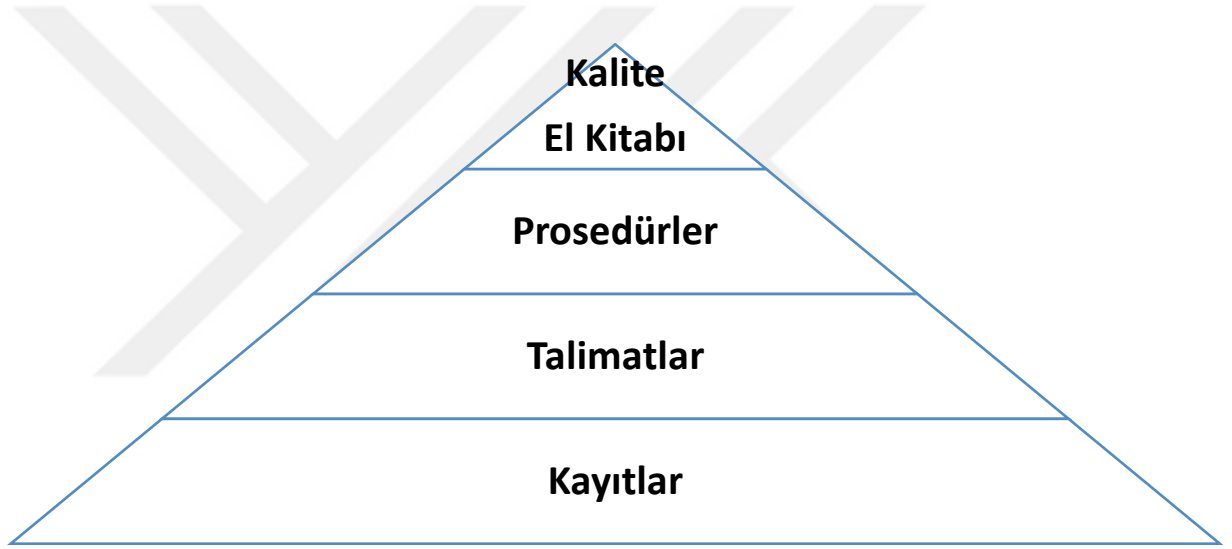 Kalite
El Kitabı
Prosedürler
Talimatlar
Kayıtlar